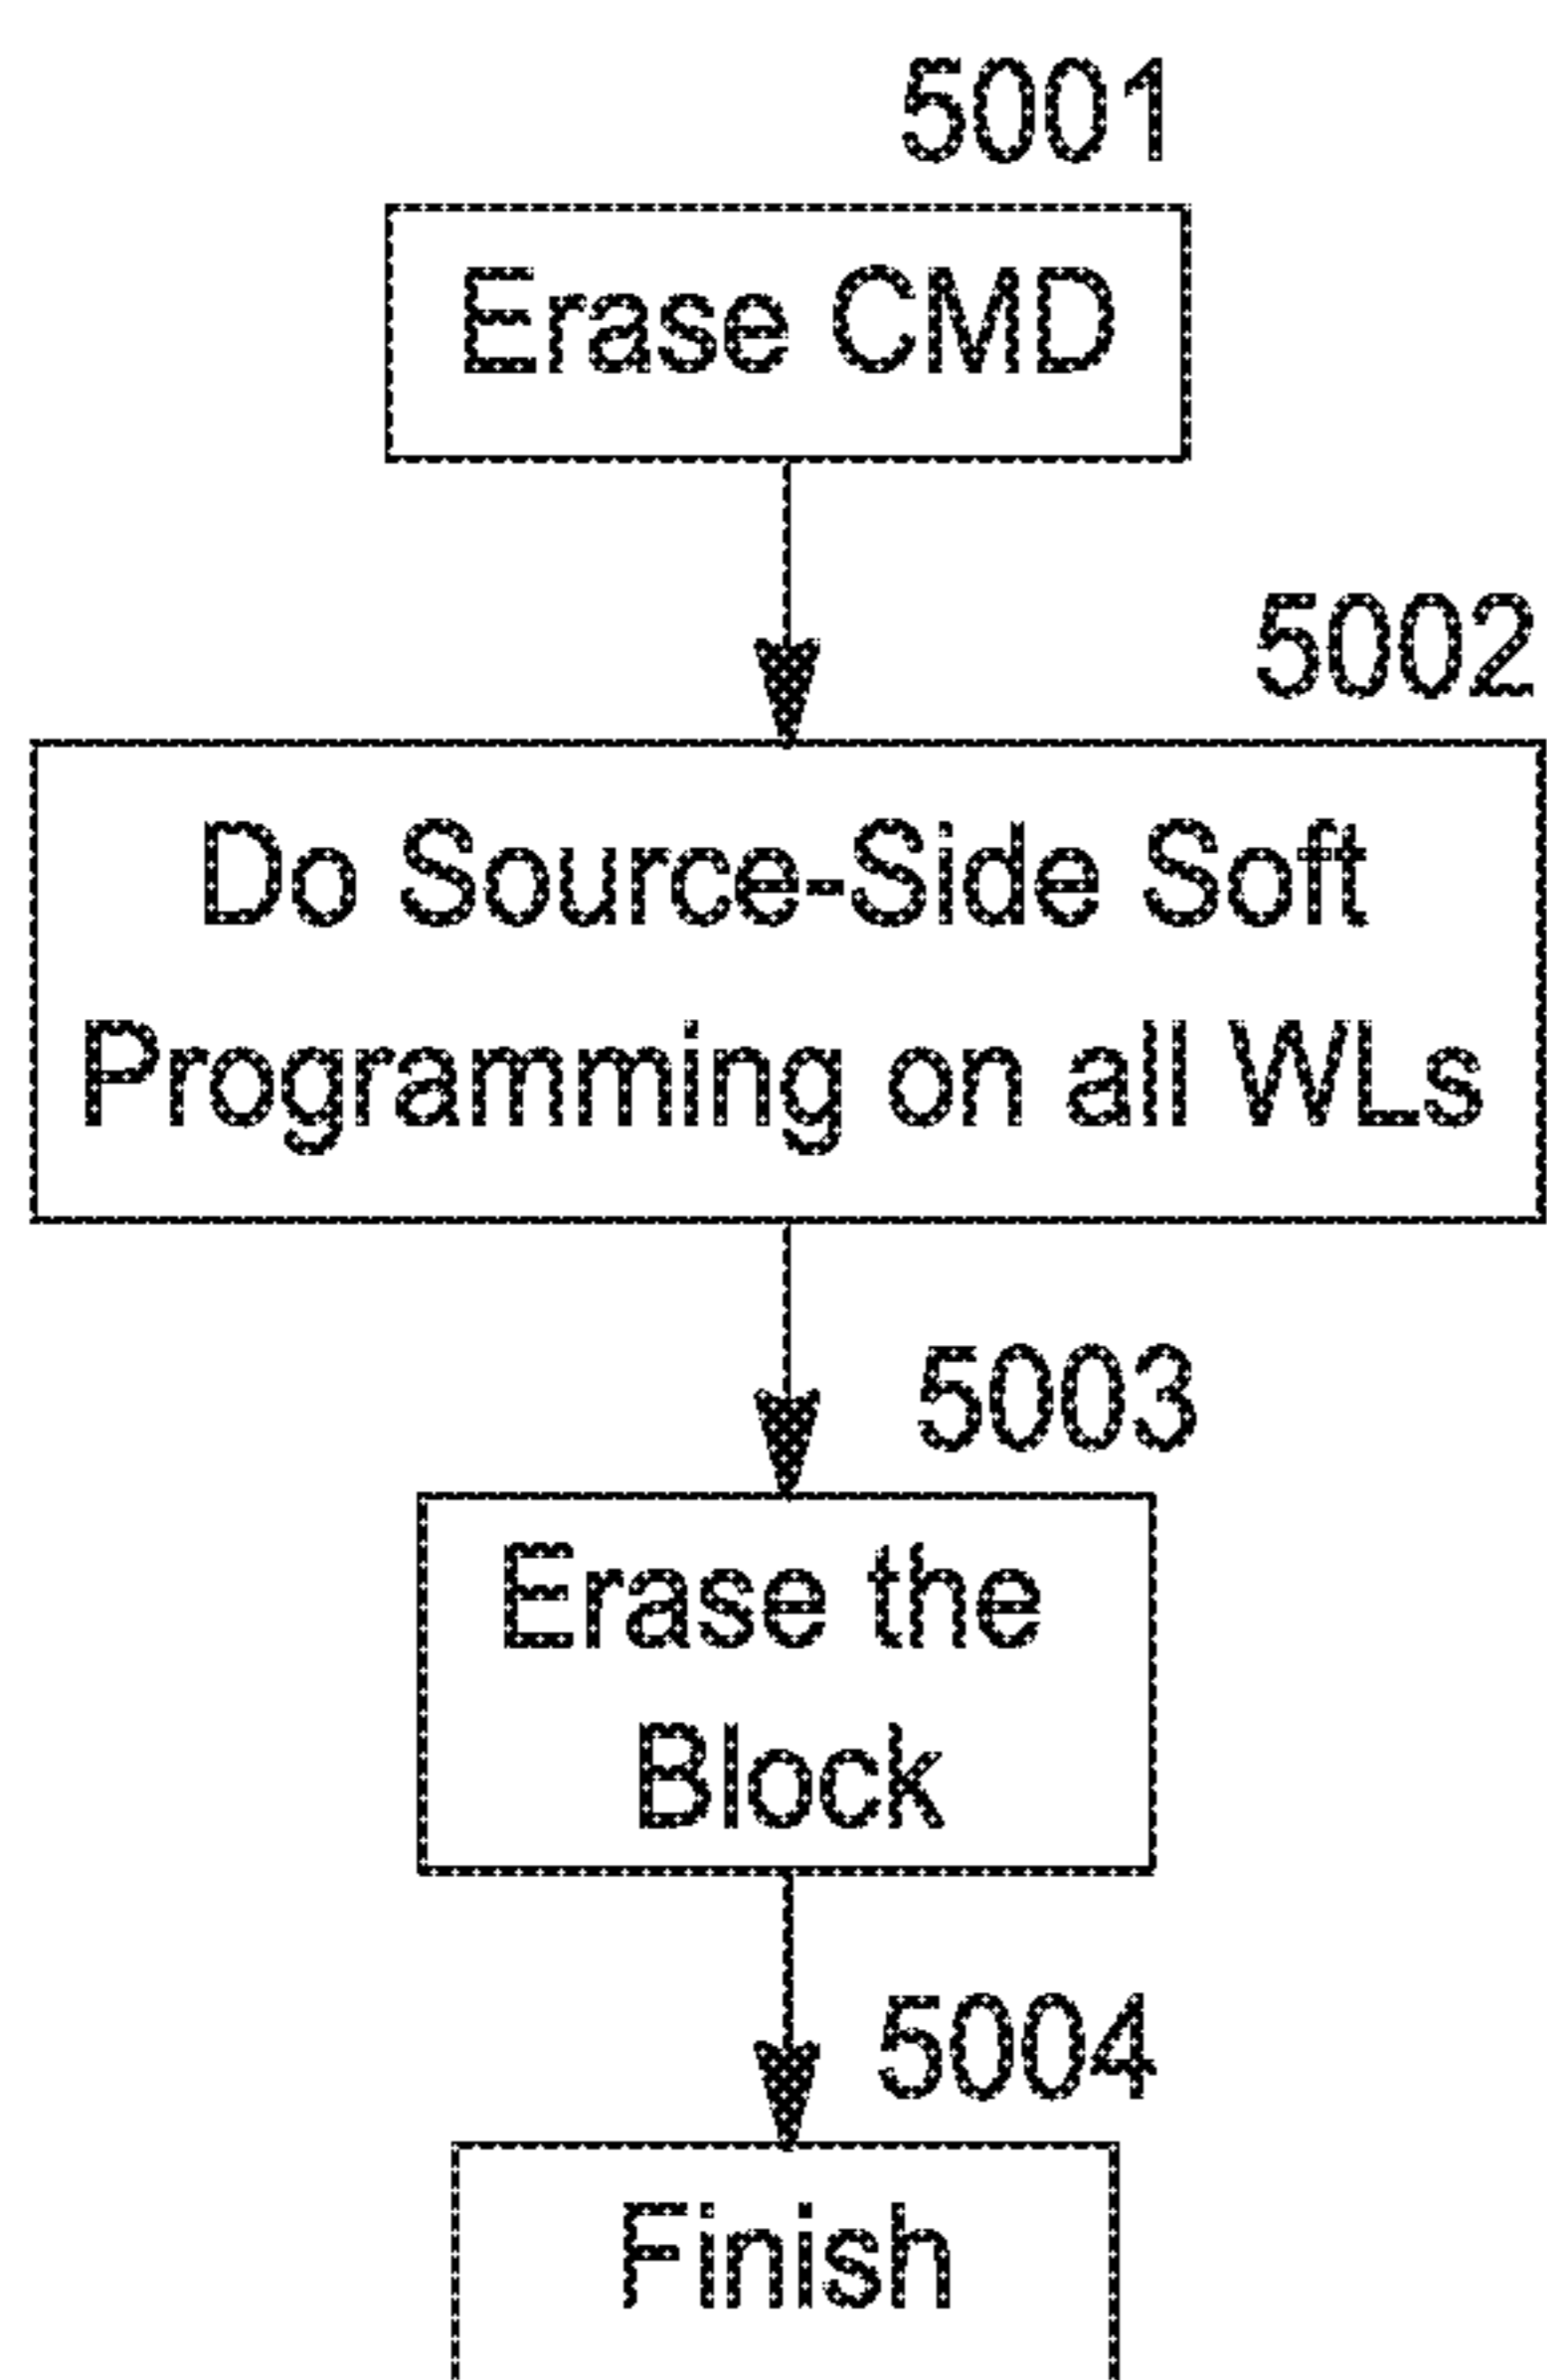 5001
Erase CMD
5002
Do Source-Side Soft
Programming on all WLs
5003
Erase the
Block
5004
Finish